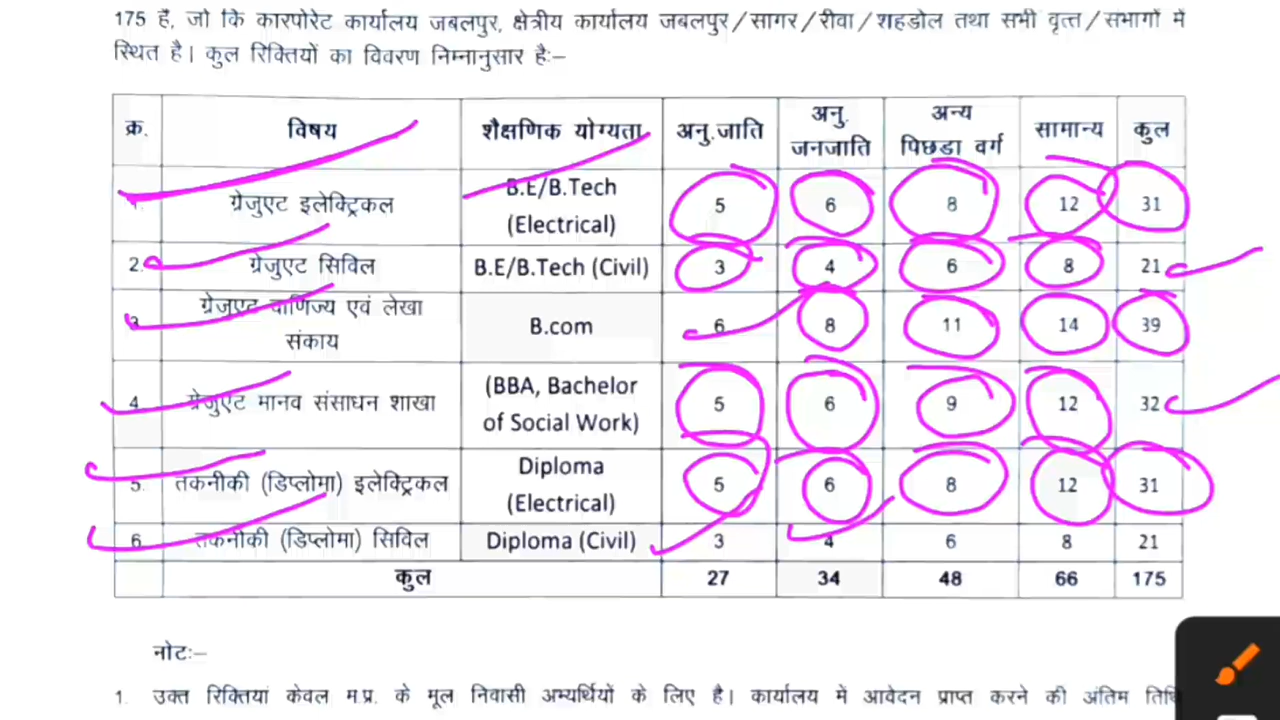 175 है, जो कि कारपोरेट कार्यालय जबलपुर, क्षेत्रीय कार्यालय जबलपुर/सागर/रीवा/शहडोल तथा सभी वृत्त/संभागों में
स्थित है। कुल रिक्तियों का विवरण निम्नानुसार हैः–
क्र. विषय शैक्षणिक योग्यता अनु.जाति अनु. जनजाति अन्य पिछडा वर्ग सामान्य कुल
1. ग्रेजुएट इलेक्ट्रिकल B.E/B.Tech (Electrical) 5 6 8 12 31
2. ग्रेजुएट सिविल B.E/B.Tech (Civil) 3 4 6 8 21
3. ग्रेजुएट वाणिज्य एवं लेखा संकाय B.com 6 8 11 14 39
4. ग्रेजुएट मानव संसाधन शाखा (BBA, Bachelor of Social Work) 5 6 9 12 32
5. तकनीकी (डिप्लोमा) इलेक्ट्रिकल Diploma (Electrical) 5 6 8 12 31
6. तकनीकी (डिप्लोमा) सिविल Diploma (Civil) 3 4 6 8 21
कुल 27 34 48 66 175
नोटः–
1. उक्त रिक्तियां केवल म.प्र. के मूल निवासी अभ्यर्थियों के लिए है। कार्यालय में आवेदन प्राप्त करने की अंतिम तिथि